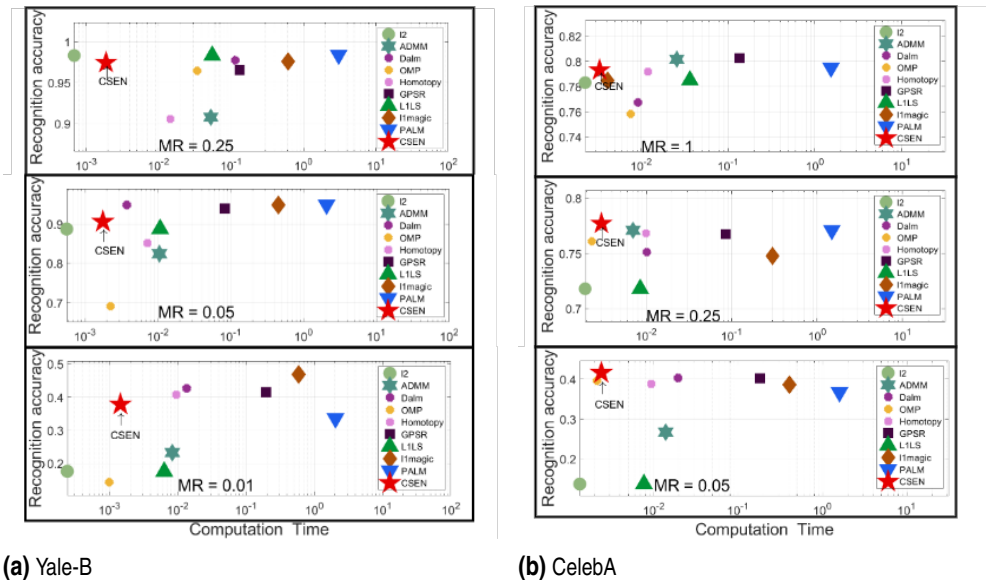 Recognition accuracy
1
0.95
0.9
CSEN
MR = 0.25
10-3
10-2
10-1
100
101
102
l2
ADMM
Dalm
OMP
Homotopy
GPSR
L1LS
l1magic
PALM
CSEN
Recognition accuracy
0.9
0.8
0.7
0.6
CSEN
MR = 0.05
10-3
10-2
10-1
100
101
102
l2
ADMM
Dalm
OMP
Homotopy
GPSR
L1LS
l1magic
PALM
CSEN
Recognition accuracy
0.5
0.4
0.3
0.2
CSEN
MR = 0.01
10-3
10-2
10-1
100
101
102
l2
ADMM
Dalm
OMP
Homotopy
GPSR
L1LS
l1magic
PALM
CSEN
Computation Time
(a) Yale-B
Recognition accuracy
0.82
0.8
0.78
0.76
0.74
CSEN
MR = 1
10-2
10-1
100
101
l2
ADMM
Dalm
OMP
Homotopy
GPSR
L1LS
l1magic
PALM
CSEN
Recognition accuracy
0.8
0.75
0.7
CSEN
MR = 0.25
10-2
10-1
100
101
l2
ADMM
Dalm
OMP
Homotopy
GPSR
L1LS
l1magic
PALM
CSEN
Recognition accuracy
0.4
0.3
0.2
CSEN
MR = 0.05
10-2
10-1
100
101
l2
ADMM
Dalm
OMP
Homotopy
GPSR
L1LS
l1magic
PALM
CSEN
Computation Time
(b) CelebA